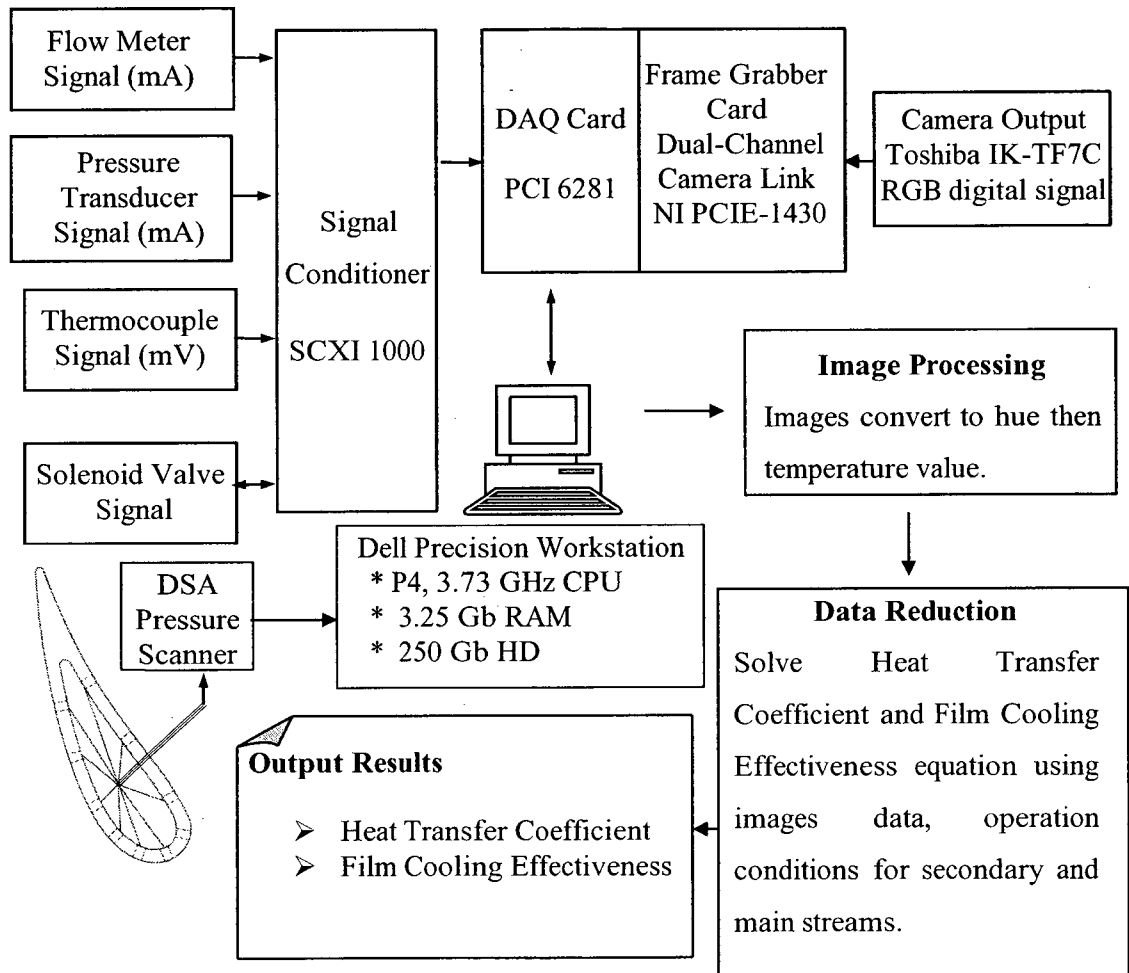 Flow Meter
Signal (mA)
Pressure
Transducer
Signal (mA)
Thermocouple
Signal (mV)
Solenoid Valve
Signal
Signal
Conditioner
SCXI 1000
DAQ Card
PCI 6281
Frame Grabber
Card
Dual-Channel
Camera Link
NI PCIE-1430
Camera Output
Toshiba IK-TF7C
RGB digital signal
Image Processing
Images convert to hue then
temperature value.
DSA
Pressure
Scanner
Dell Precision Workstation
* P4, 3.73 GHz CPU
* 3.25 Gb RAM
* 250 Gb HD
Data Reduction
Solve Heat Transfer
Coefficient and Film Cooling
Effectiveness equation using
images data, operation
conditions for secondary and
main streams.
Output Results
➢ Heat Transfer Coefficient
➢ Film Cooling Effectiveness